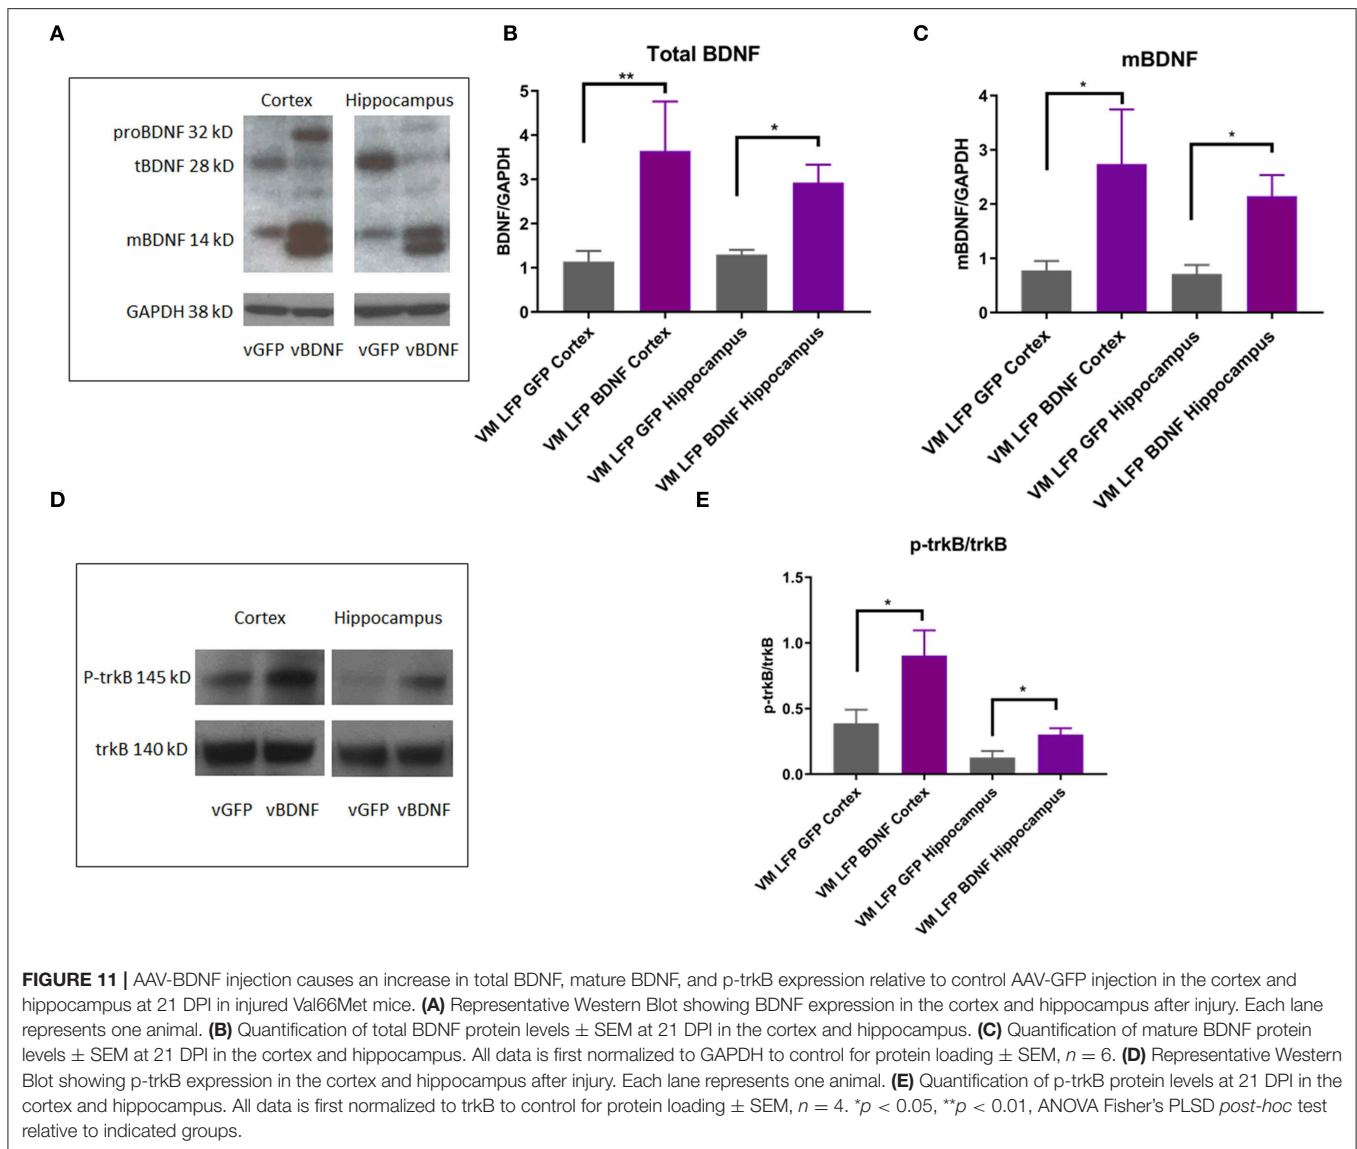 A
Cortex Hippocampus
proBDNF 32 kD
tBDNF 28 kD
mBDNF 14 kD
GAPDH 38 kD
vGFP vBDNF vGFP vBDNF
B
Total BDNF
**
*
BDNF/GAPDH
5
4
3
2
1
0
VM LFP GFP Cortex
VM LFP BDNF Cortex
VM LFP GFP Hippocampus
VM LFP BDNF Hippocampus
C
mBDNF
*
*
mBDNF/GAPDH
4
3
2
1
0
VM LFP GFP Cortex
VM LFP BDNF Cortex
VM LFP GFP Hippocampus
VM LFP BDNF Hippocampus
D
Cortex Hippocampus
P-trkB 145 kD
trkB 140 kD
vGFP vBDNF vGFP vBDNF
E
p-trkB/trkB
*
*
p-trkB/trkB
1.5
1.0
0.5
0.0
VM LFP GFP Cortex
VM LFP BDNF Cortex
VM LFP GFP Hippocampus
VM LFP BDNF Hippocampus
FIGURE 11 | AAV-BDNF injection causes an increase in total BDNF, mature BDNF, and p-trkB expression relative to control AAV-GFP injection in the cortex and
hippocampus at 21 DPI in injured Val66Met mice. (A) Representative Western Blot showing BDNF expression in the cortex and hippocampus after injury. Each lane
represents one animal. (B) Quantification of total BDNF protein levels ± SEM at 21 DPI in the cortex and hippocampus. (C) Quantification of mature BDNF protein
levels ± SEM at 21 DPI in the cortex and hippocampus. All data is first normalized to GAPDH to control for protein loading ± SEM, n = 6. (D) Representative Western
Blot showing p-trkB expression in the cortex and hippocampus after injury. Each lane represents one animal. (E) Quantification of p-trkB protein levels at 21 DPI in the
cortex and hippocampus. All data is first normalized to trkB to control for protein loading ± SEM, n = 4. *p < 0.05, **p < 0.01, ANOVA Fisher's PLSD post-hoc test
relative to indicated groups.